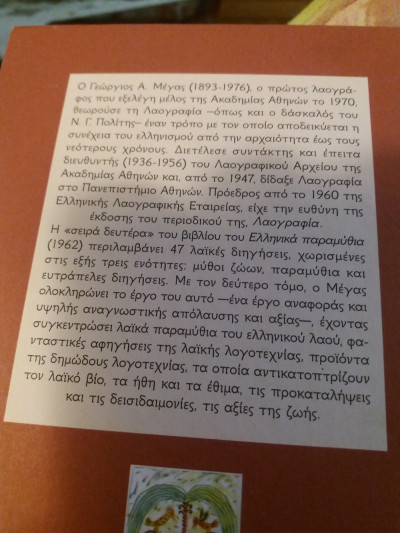 Ο Γεώργιος Α. Μέγας (1893-1976), ο πρώτος λαογρά-
φος που εξελέγη μέλος της Ακαδημίας Αθηνών το 1970,
θεωρούσε τη Λαογραφία –όπως και ο δάσκαλός του
Ν. Γ. Πολίτης– έναν τρόπο με τον οποίο αποδεικνύεται η
συνέχεια του ελληνισμού από την αρχαιότητα έως τους
νεότερους χρόνους. Διετέλεσε συντάκτης και έπειτα
διευθυντής (1936-1956) του Λαογραφικού Αρχείου της
Ακαδημίας Αθηνών και, από το 1947, δίδαξε Λαογραφία
στο Πανεπιστήμιο Αθηνών. Πρόεδρος από το 1960 της
Ελληνικής Λαογραφικής Εταιρείας, είχε την ευθύνη της
έκδοσης του περιοδικού της, Λαογραφία.
Η «σειρά δευτέρα» του βιβλίου του Ελληνικά παραμύθια
(1962) περιλαμβάνει 47 λαϊκές διηγήσεις, χωρισμένες
στις εξής τρεις ενότητες: μύθοι ζώων, παραμύθια και
ευτράπελες διηγήσεις. Με τον δεύτερο τόμο, ο Μέγας
ολοκληρώνει το έργο του αυτό —ένα έργο αναφοράς και
υψηλής αναγνωστικής απόλαυσης και αξίας—, έχοντας
συγκεντρώσει λαϊκά παραμύθια του ελληνικού λαού, φα-
νταστικές αφηγήσεις της λαϊκής λογοτεχνίας, προϊόντα
της δημώδους λογοτεχνίας, τα οποία αντικατοπτρίζουν
τον λαϊκό βίο, τα ήθη και τα έθιμα, τις προκαταλήψεις
και τις δεισιδαιμονίες, τις αξίες της ζωής.